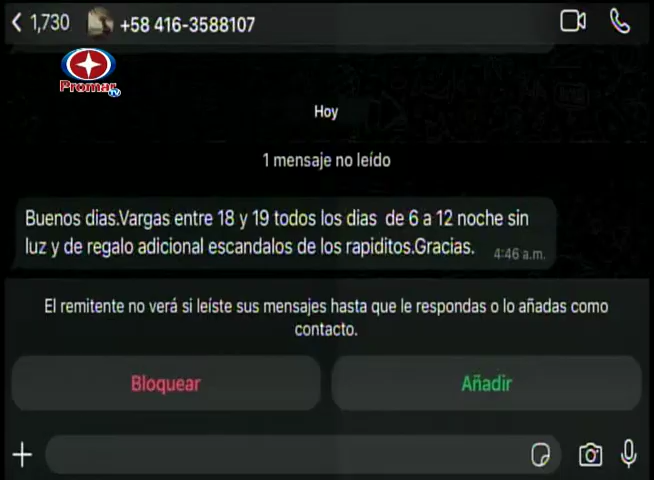 1,730 +58 416-3588107
Promar
tv
Hoy
1 mensaje no leído
Buenos dias.Vargas entre 18 y 19 todos los dias de 6 a 12 noche sin
luz y de regalo adicional escandalos de los rapiditos.Gracias.
4:46 a.m.
El remitente no verá si leíste sus mensajes hasta que le respondas o lo añadas como
contacto.
Bloquear
Añadir